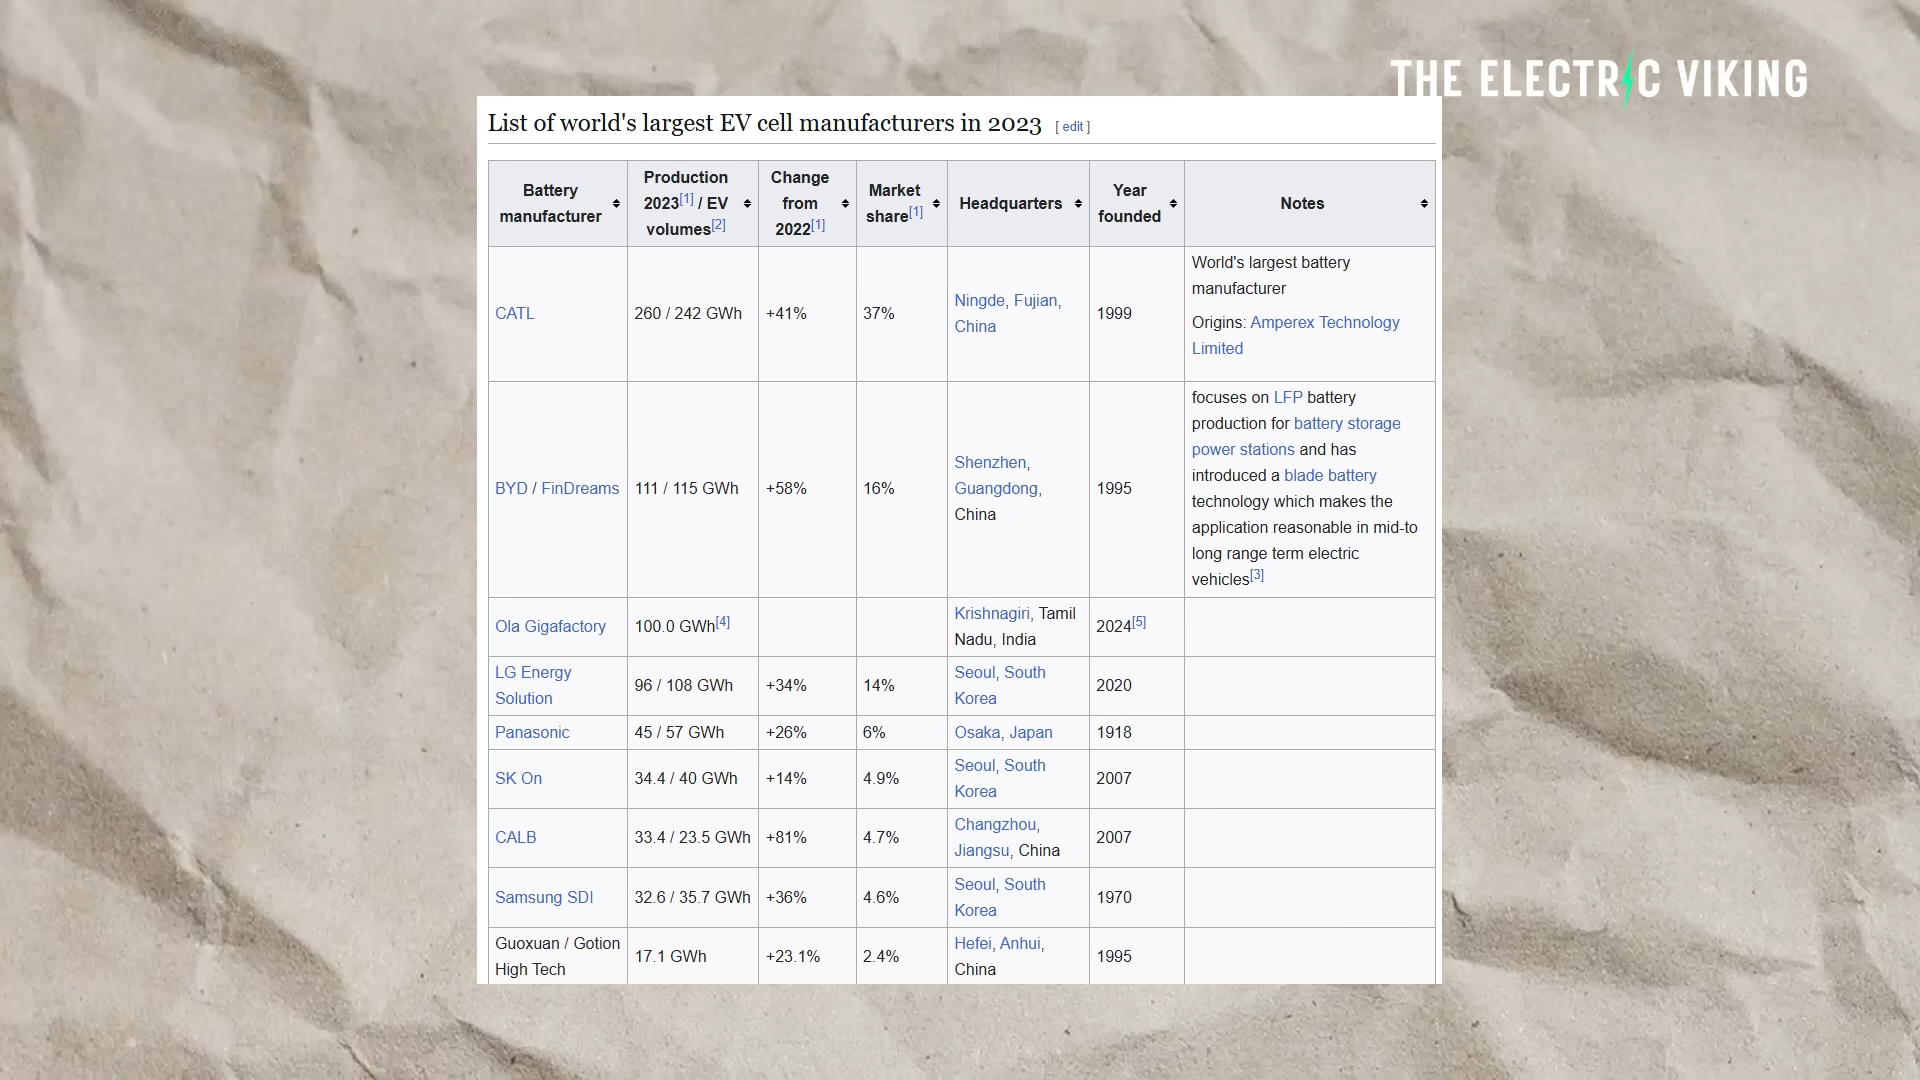 THE ELECTRIC VIKING
List of world's largest EV cell manufacturers in 2023 [ edit ]
Battery
manufacturer
Production
2023[1] / EV
volumes[2]
Change
from
2022[1]
Market
share[1]
Headquarters
Year
founded
Notes
CATL
260 / 242 GWh
+41%
37%
Ningde, Fujian,
China
1999
World's largest battery
manufacturer
Origins: Amperex Technology
Limited
BYD / FinDreams
111 / 115 GWh
+58%
16%
Shenzhen,
Guangdong,
China
1995
focuses on LFP battery
production for battery storage
power stations and has
introduced a blade battery
technology which makes the
application reasonable in mid-to
long range term electric
vehicles[3]
Ola Gigafactory
100.0 GWh[4]
Krishnagiri, Tamil
Nadu, India
2024[5]
LG Energy
Solution
96 / 108 GWh
+34%
14%
Seoul, South
Korea
2020
Panasonic
45 / 57 GWh
+26%
6%
Osaka, Japan
1918
SK On
34.4 / 40 GWh
+14%
4.9%
Seoul, South
Korea
2007
CALB
33.4 / 23.5 GWh
+81%
4.7%
Changzhou,
Jiangsu, China
2007
Samsung SDI
32.6 / 35.7 GWh
+36%
4.6%
Seoul, South
Korea
1970
Guoxuan / Gotion
High Tech
17.1 GWh
+23.1%
2.4%
Hefei, Anhui,
China
1995